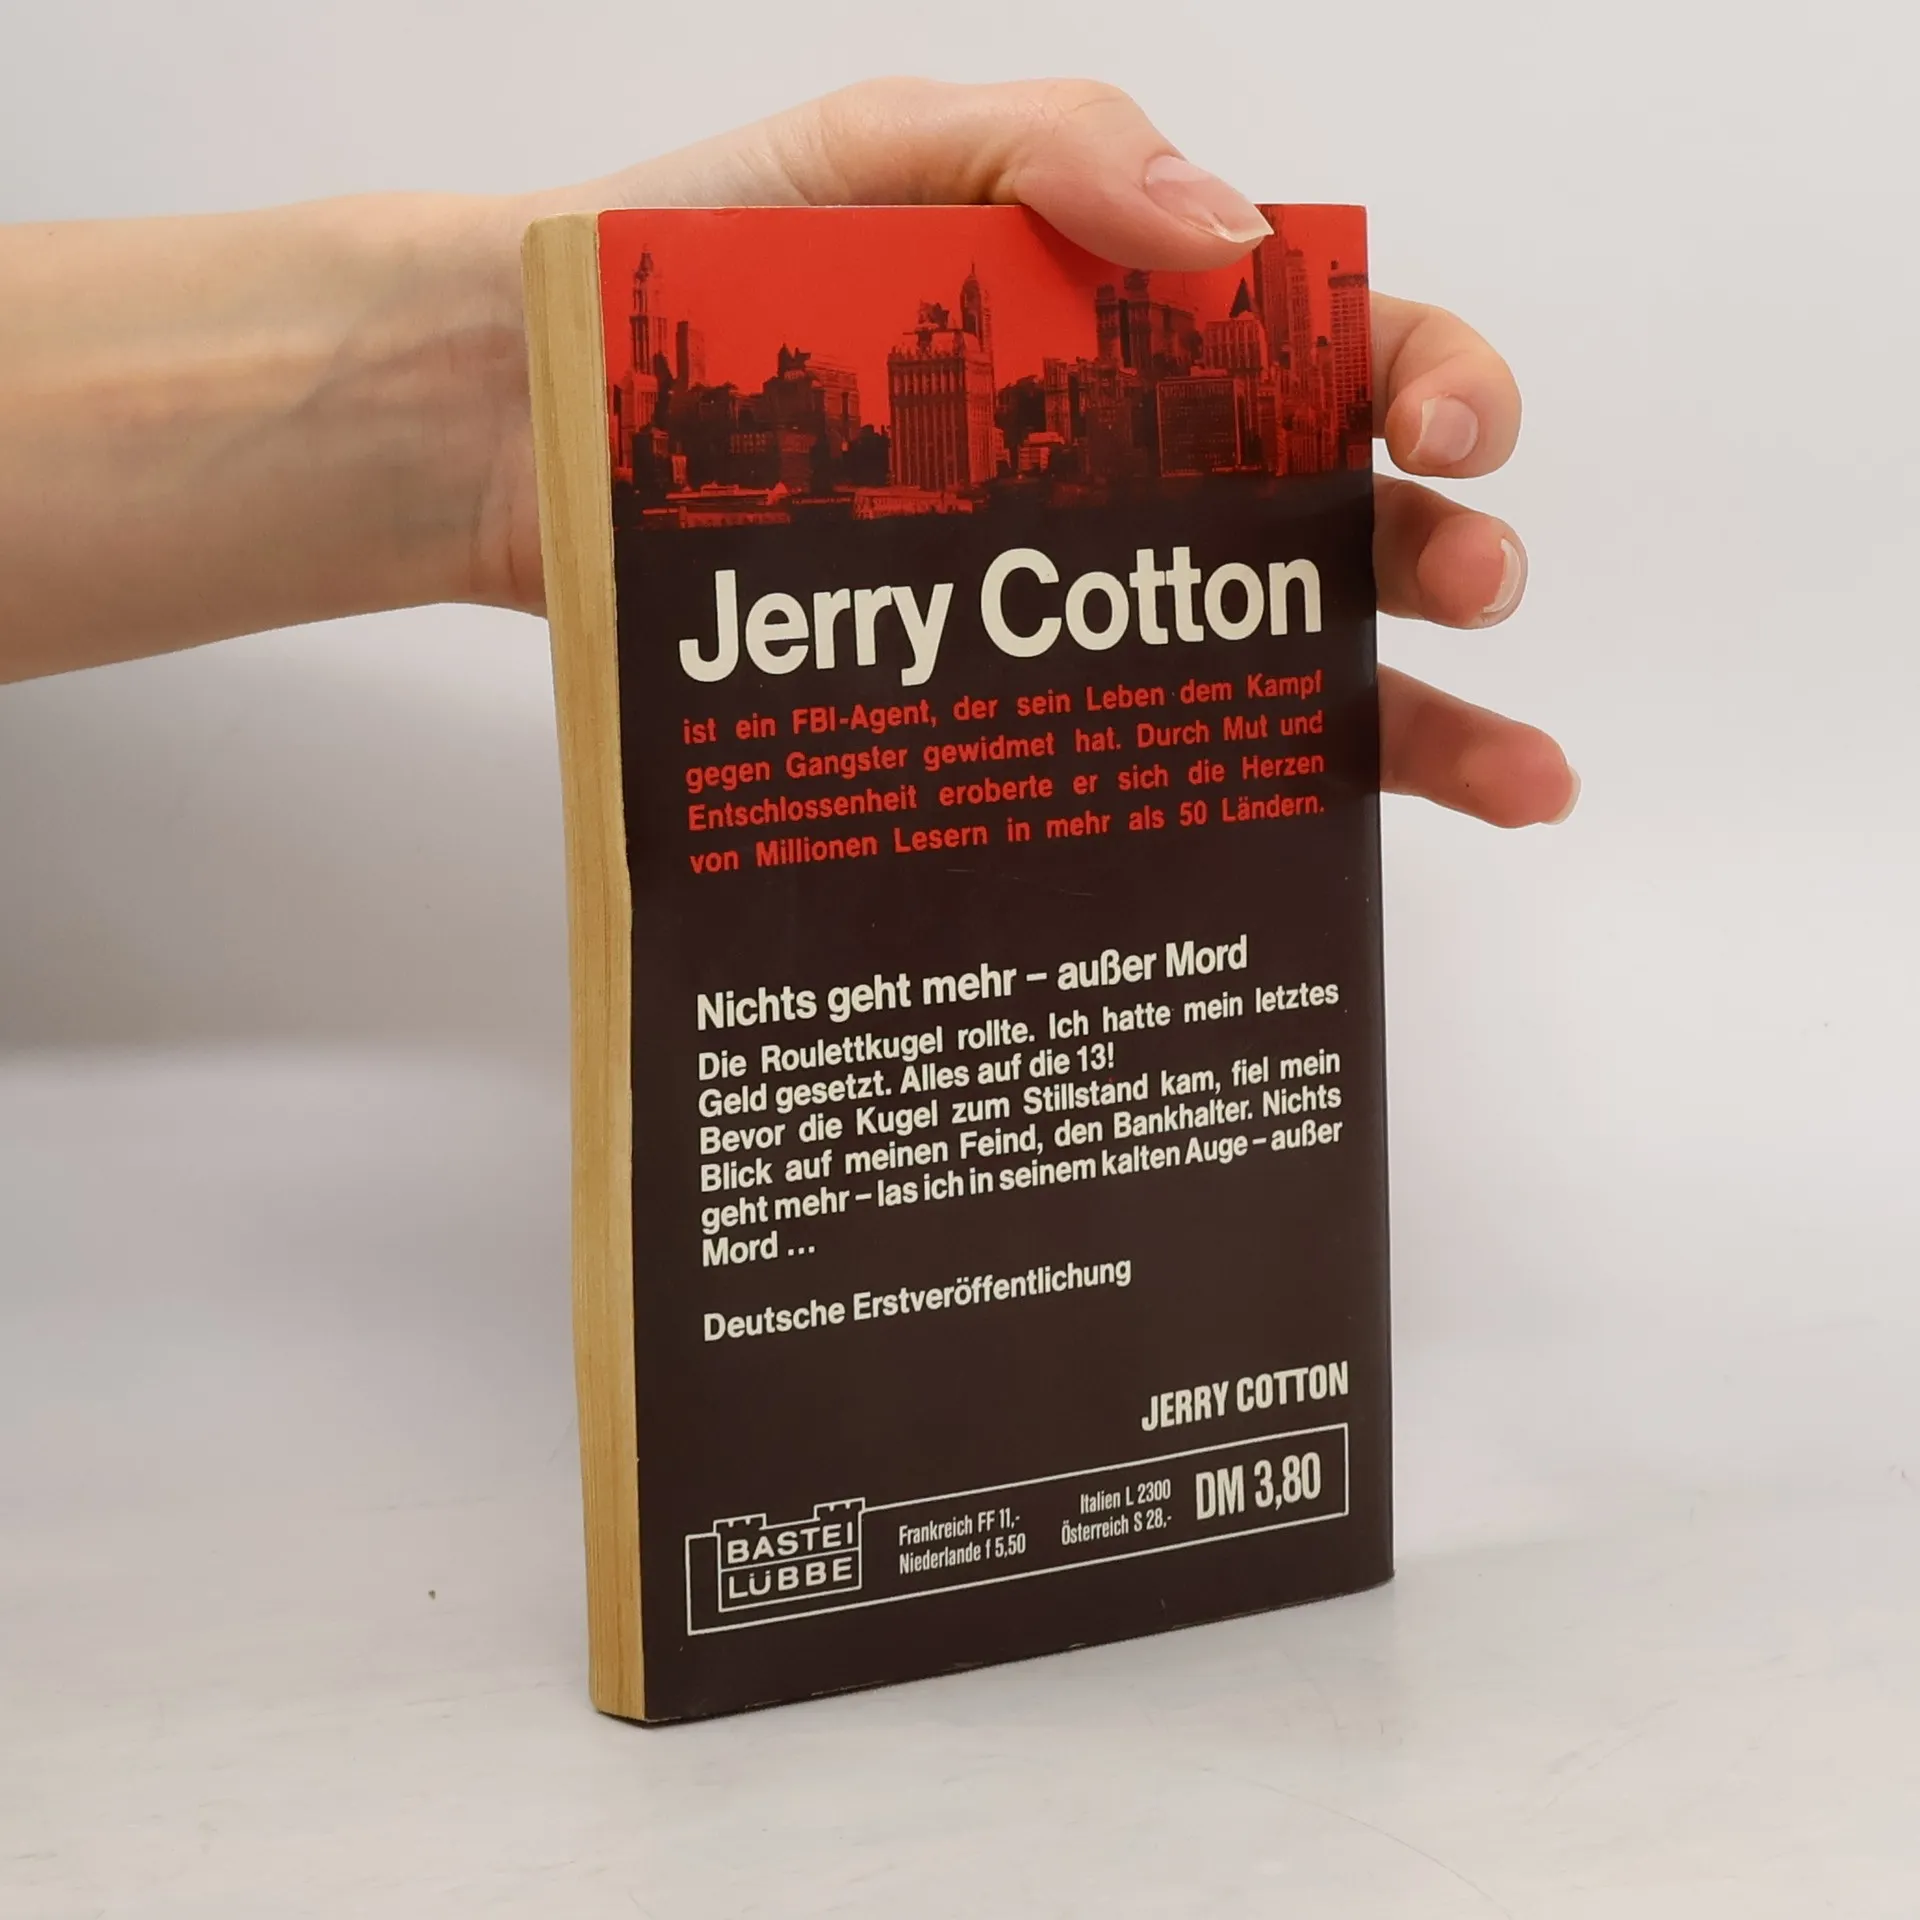 Jerry Cotton
ist ein FBI-Agent, der sein Leben dem Kampf
gegen Gangster gewidmet hat. Durch Mut und
Entschlossenheit eroberte er sich die Herzen
von Millionen Lesern in mehr als 50 Ländern.
Nichts geht mehr – außer Mord
Die Roulettkugel rollte. Ich hatte mein letztes
Geld gesetzt. Alles auf die 13!
Bevor die Kugel zum Stillstand kam, fiel mein
Blick auf meinen Feind, den Bankhalter. Nichts
geht mehr – las ich in seinem kalten Auge – außer
Mord ...
Deutsche Erstveröffentlichung
JERRY COTTON
BASTEI
LÜBBE
Frankreich FF 11,-
Niederlande f 5,50
Italien L 2300
Österreich S 28,-
DM 3,80